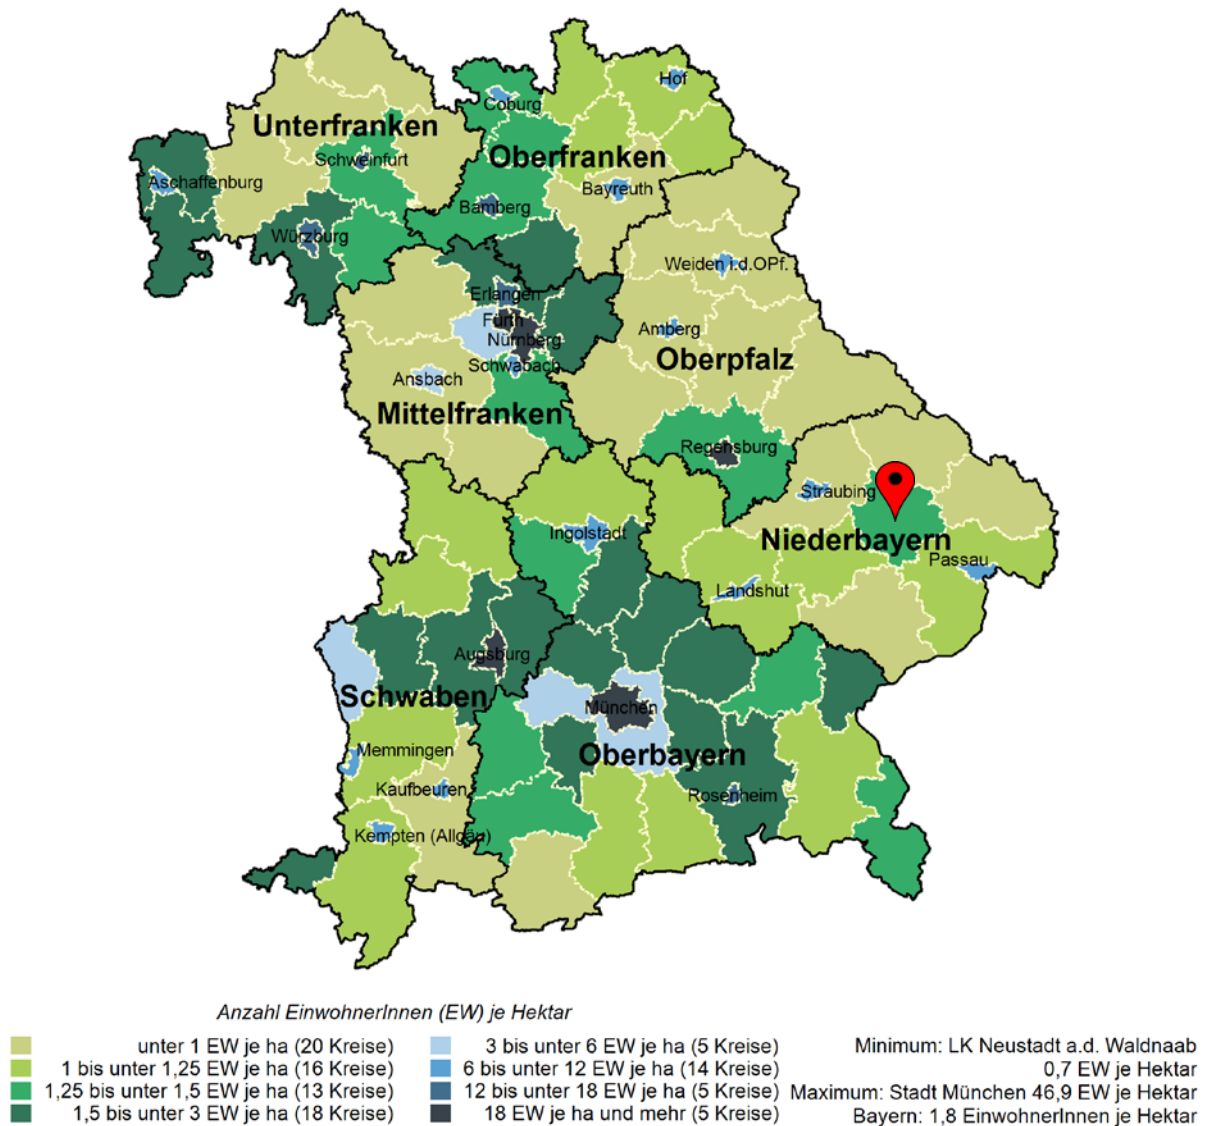 Hof
Coburg
Unterfranken
Schweinfurt
Oberfranken
Aschaffenburg
Bayreuth
Bamberg
Würzburg
Weiden i.d.OPf.
Erlangen
Fürth
Amberg
Nürnberg
Oberpfalz
Schwabach
Ansbach
Mittelfranken
Regensburg
Straubing
Ingolstadt
Niederbayern
Passau
Landshut
Augsburg
Schwaben
München
Memmingen
Oberbayern
Kaufbeuren
Rosenheim
Kempten (Allgäu)
Anzahl EinwohnerInnen (EW) je Hektar
unter 1 EW je ha (20 Kreise)
1 bis unter 1,25 EW je ha (16 Kreise)
1,25 bis unter 1,5 EW je ha (13 Kreise)
1,5 bis unter 3 EW je ha (18 Kreise)
3 bis unter 6 EW je ha (5 Kreise)
6 bis unter 12 EW je ha (14 Kreise)
12 bis unter 18 EW je ha (5 Kreise)
18 EW je ha und mehr (5 Kreise)
Minimum: LK Neustadt a.d. Waldnaab
0,7 EW je Hektar
Maximum: Stadt München 46,9 EW je Hektar
Bayern: 1,8 EinwohnerInnen je Hektar